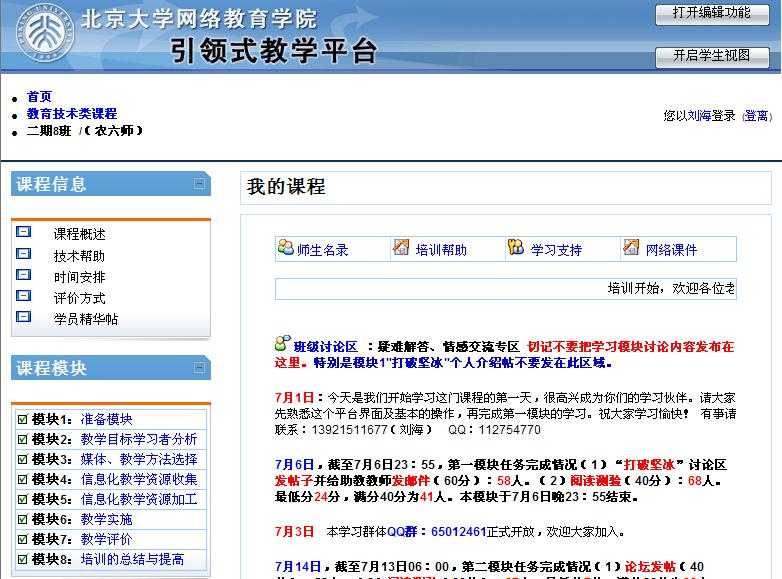 北京大学网络教育学院
引领式教学平台
打开编辑功能
开启学生视图
首页
教育技术类课程
二期8班 /（农六师）
您以刘海登录 (登离)
课程信息
课程概述
技术帮助
时间安排
评价方式
学员精华帖
课程模块
模块1：准备模块
模块2：教学目标学习者分析
模块3：媒体、教学方法选择
模块4：信息化教学资源收集
模块5：信息化教学资源加工
模块6：教学实施
模块7：教学评价
模块8：培训的总结与提高
我的课程
师生名录 培训帮助 学习支持 网络课件
培训开始，欢迎各位老
班级讨论区 ：疑难解答、情感交流专区 切记不要把学习模块讨论内容发布在
这里。特别是模块1"打破坚冰"个人介绍帖不要发在此区域。
7月1日：今天是我们开始学习这门课程的第一天，很高兴成为你们的学习伙伴。请大家
先熟悉这个平台界面及基本的操作，再完成第一模块的学习。祝大家学习愉快！ 有事请
联系：13921511677（刘海） QQ：112754770
7月6日，截至7月6日23：55，第一模块任务完成情况（1）“打破坚冰”讨论区
发帖子并给助教教师发邮件（60分）：58人。（2）阅读测验（40分）：68人。
最低分24分，满分40分为41人。本模块于7月6日晚23：55结束。
7月3日 本学习群体QQ群：65012461正式开放，欢迎大家加入。
7月14日，截至7月13日06：00，第二模块任务完成情况（1）论坛发帖（40